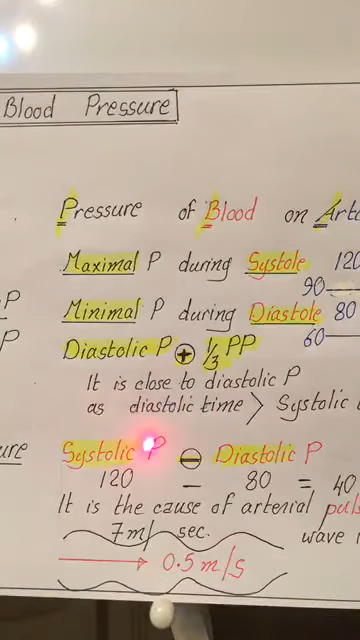 Blood Pressure
Pressure of Blood on Arte
Maximal P during Systole 120
90
P Minimal P during Diastole 80
P 60
Diastolic P + 1/3 PP
It is close to diastolic P
as diastolic time > Systolic
ure Systolic P - Diastolic P
120 - 80 = 40
It is the cause of arterial puls
7m/sec. wave i
0.5 m/s